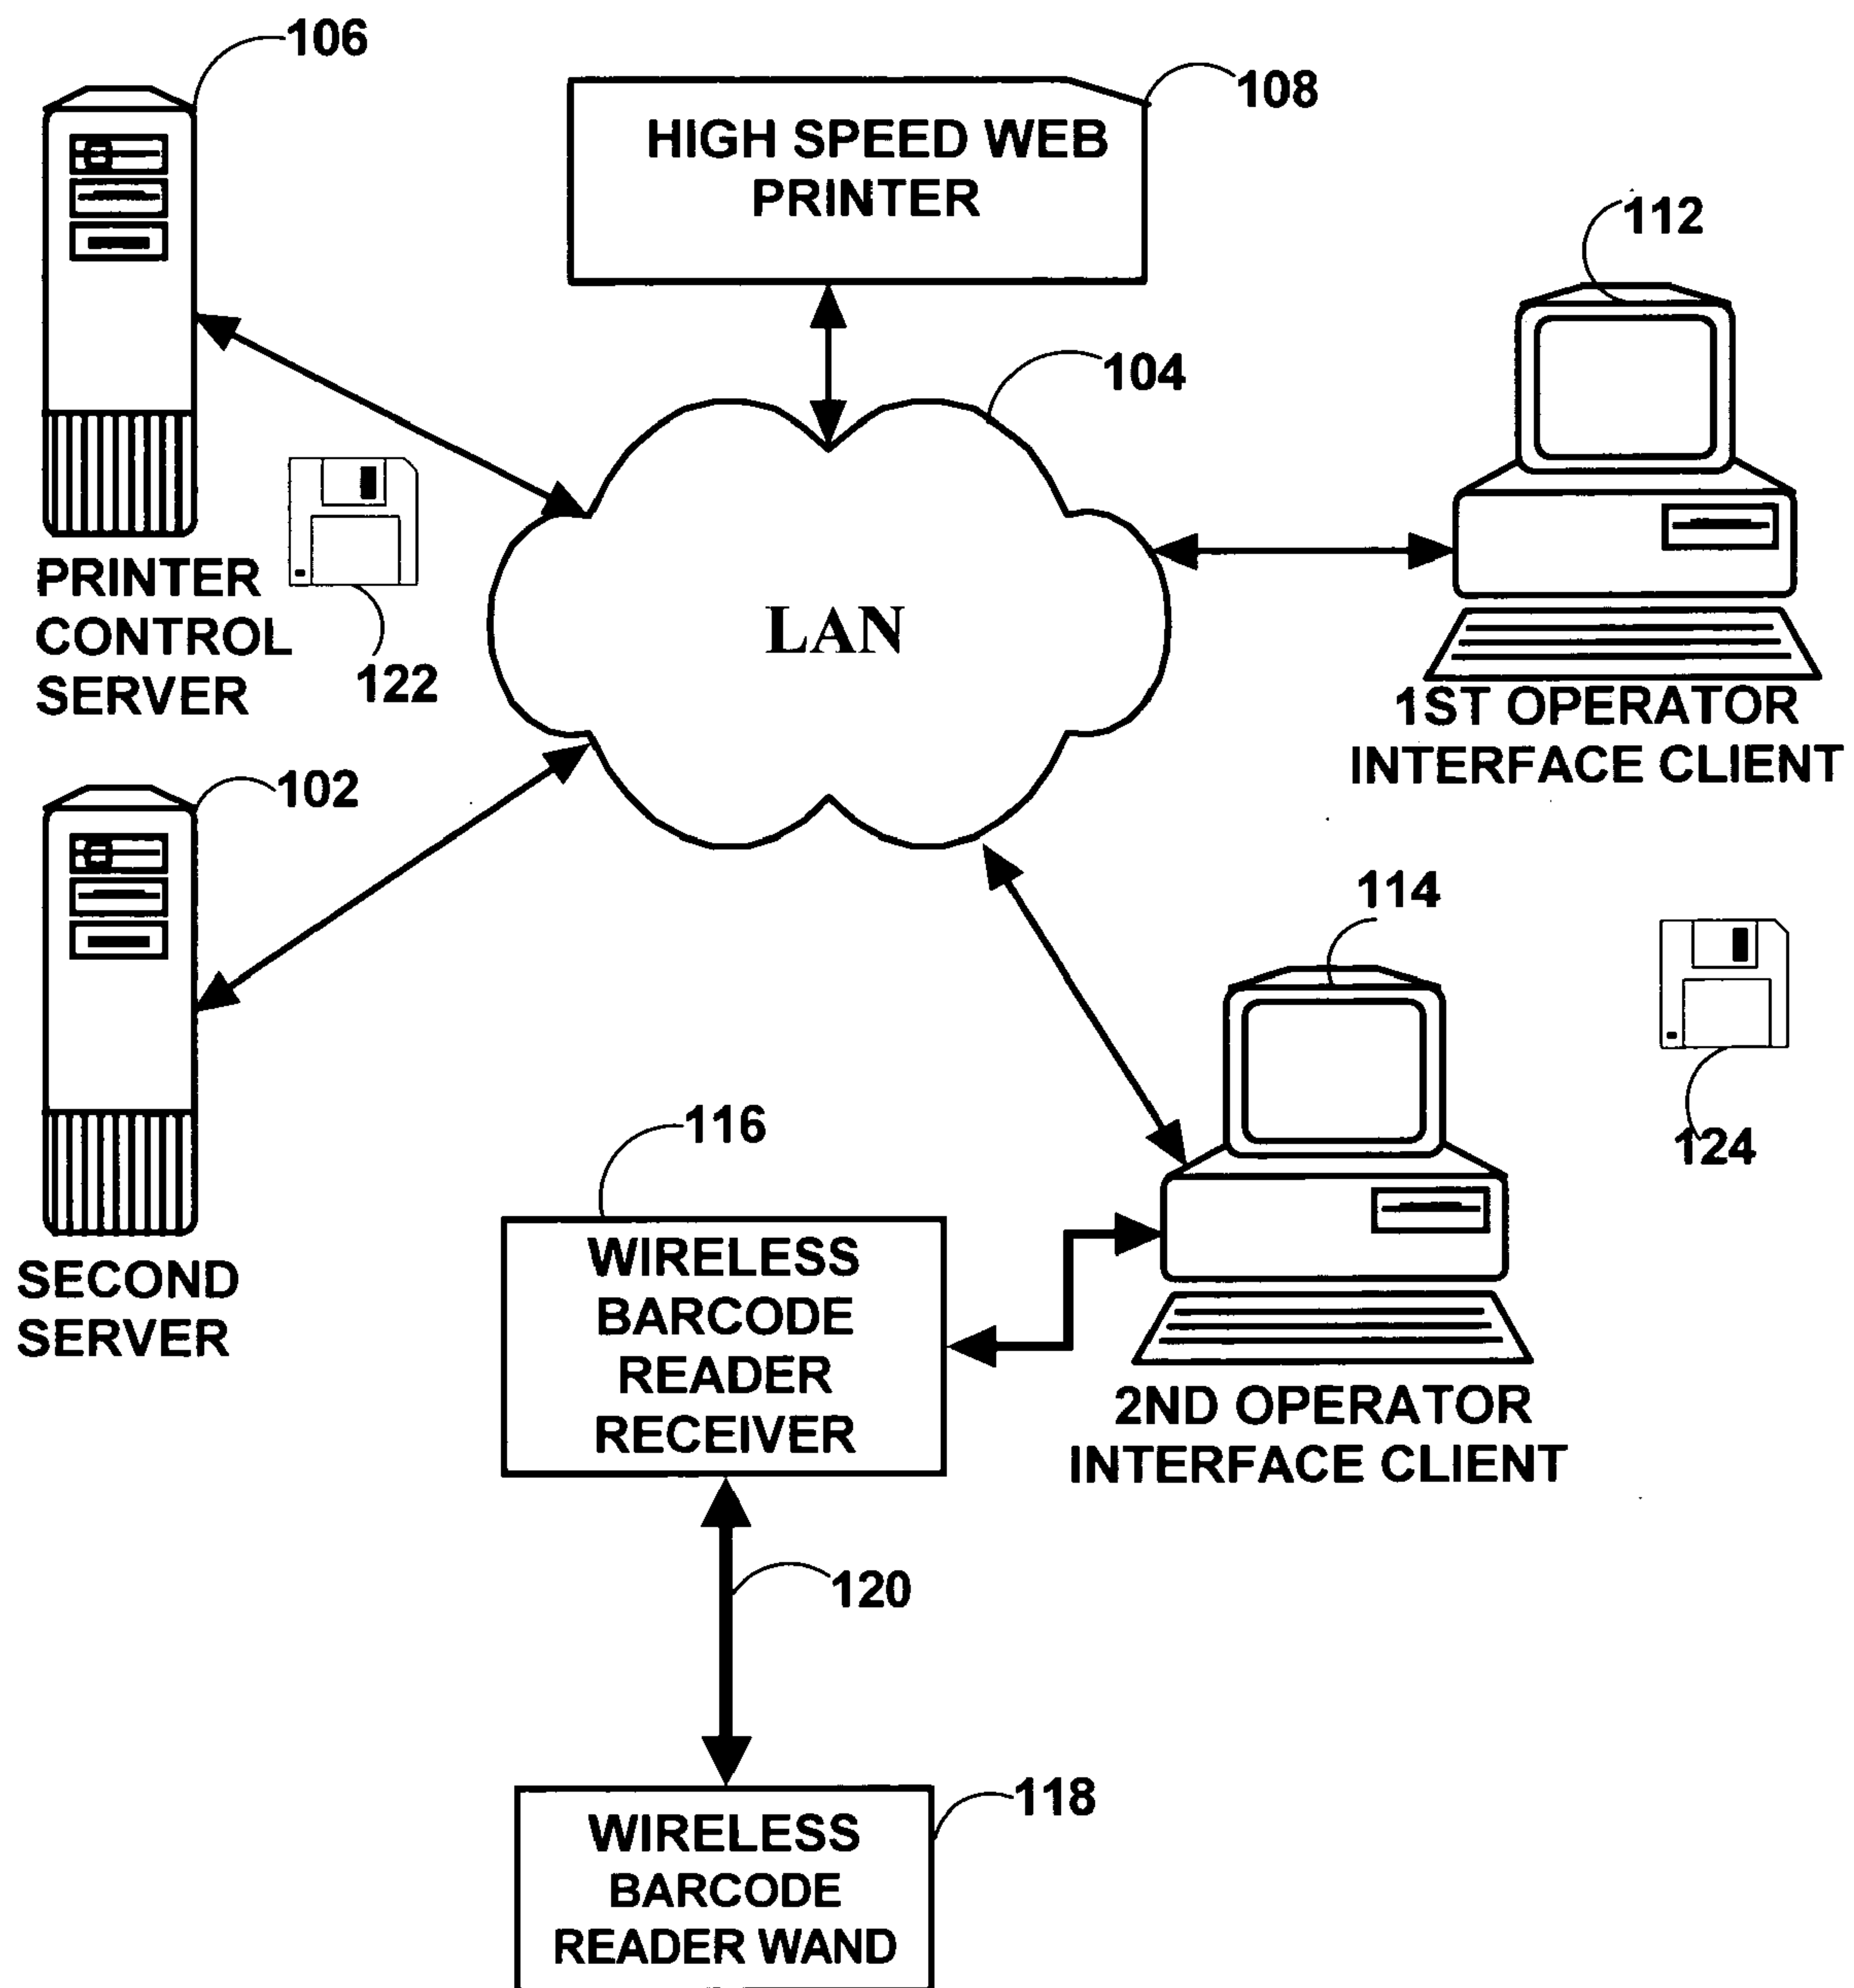 106
108
HIGH SPEED WEB
PRINTER
112
104
PRINTER
CONTROL
SERVER
122
LAN
1ST OPERATOR
INTERFACE CLIENT
102
114
124
116
SECOND
SERVER
WIRELESS
BARCODE
READER
RECEIVER
2ND OPERATOR
INTERFACE CLIENT
120
118
WIRELESS
BARCODE
READER WAND